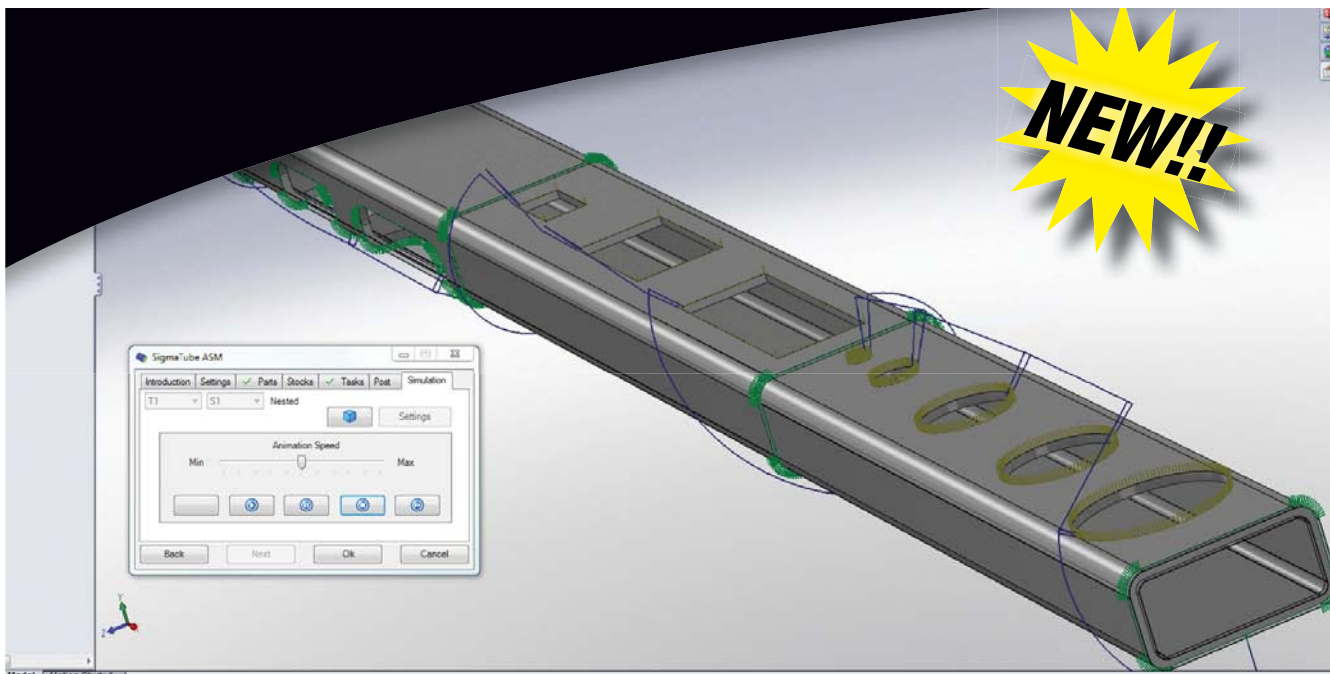 NEW!!
SigmaTube ASM
Introduction Settings Parts Stocks Tasks Post Simulation
T1 S1 Nested
Settings
Animation Speed
Min Max
Back Next Ok Cancel
Y
Z